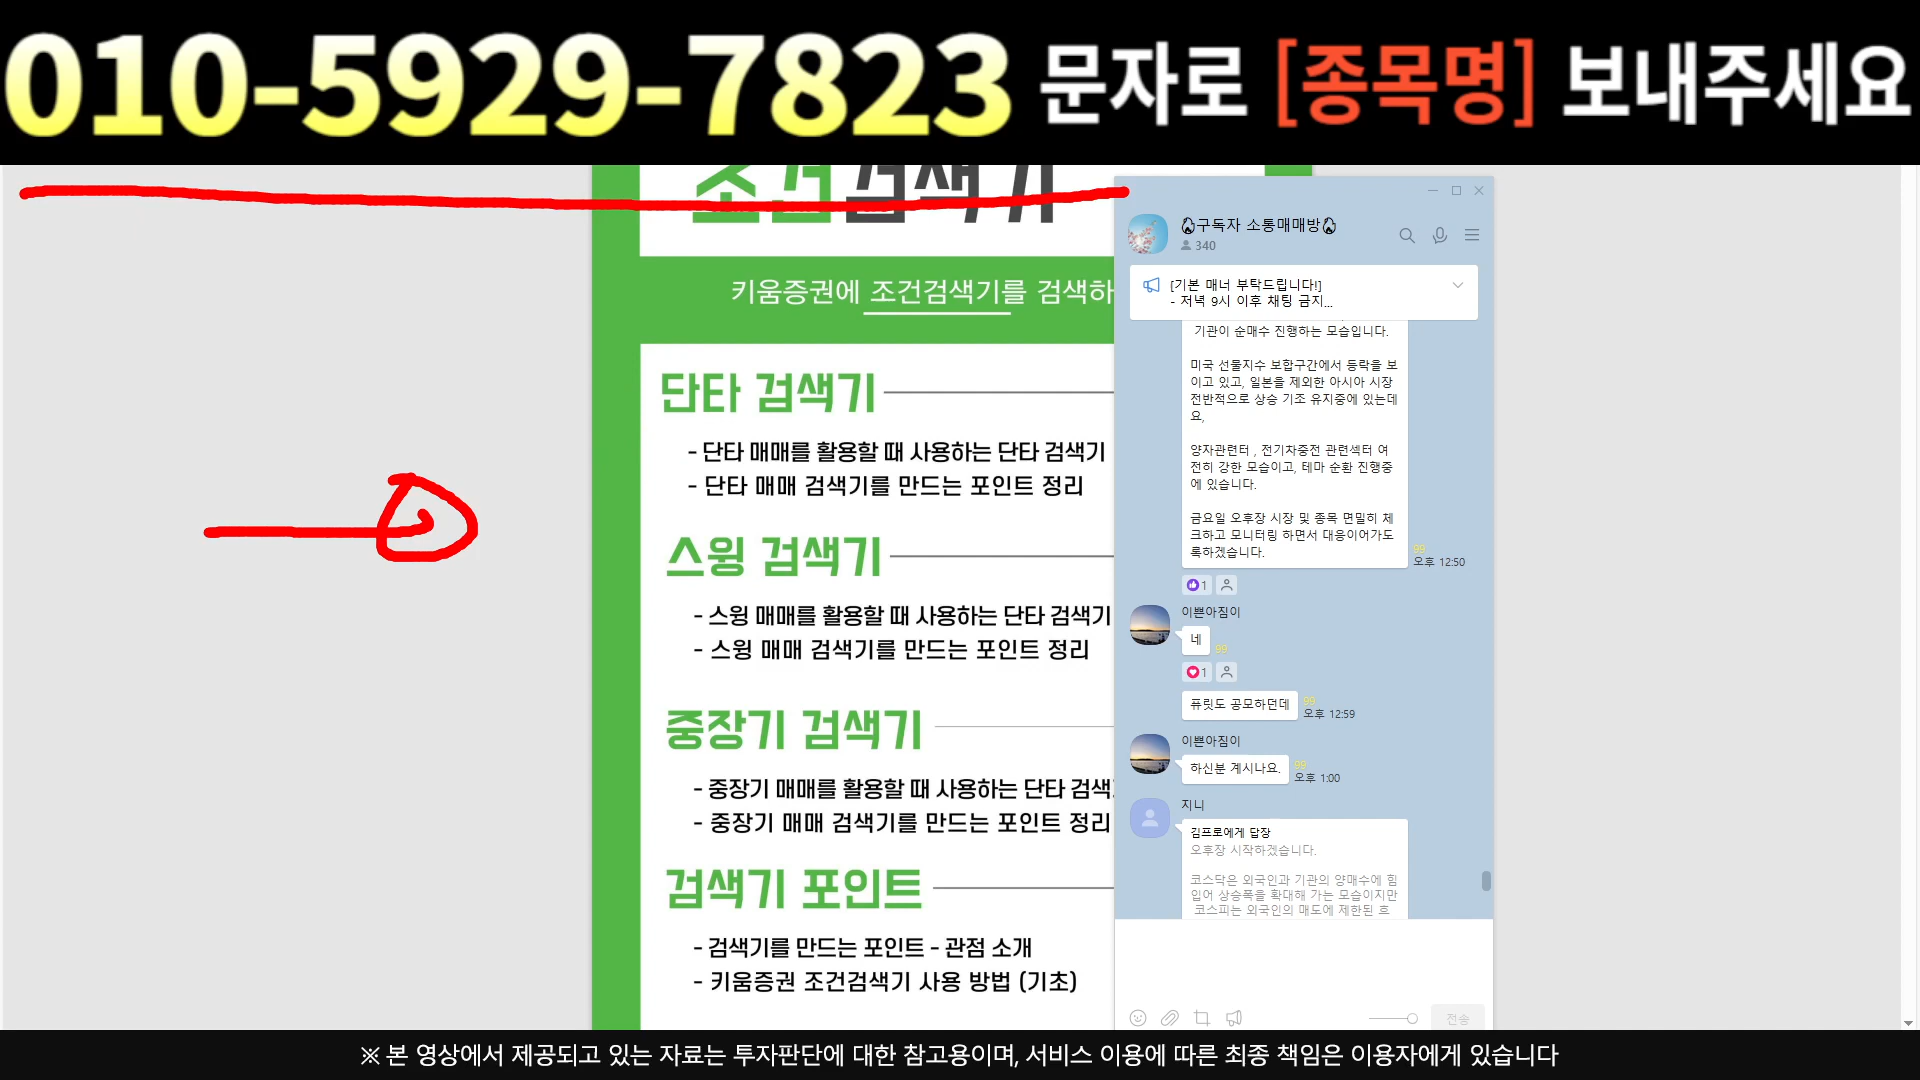 010-5929-7823 문자로 [종목명] 보내주세요
조건검색기
키움증권에 조건검색기를 검색하
단타 검색기
- 단타 매매를 활용할 때 사용하는 단타 검색기
- 단타 매매 검색기를 만드는 포인트 정리
스윙 검색기
- 스윙 매매를 활용할 때 사용하는 단타 검색기
- 스윙 매매 검색기를 만드는 포인트 정리
중장기 검색기
- 중장기 매매를 활용할 때 사용하는 단타 검색
- 중장기 매매 검색기를 만드는 포인트 정리
검색기 포인트
- 검색기를 만드는 포인트 - 관점 소개
- 키움증권 조건검색기 사용 방법 (기초)
구독자 소통매매방
340
[기본 매너 부탁드립니다!]
- 저녁 9시 이후 채팅 금지...
기관이 순매수 진행하는 모습입니다.
미국 선물지수 보합구간에서 등락을 보
이고 있고, 일본을 제외한 아시아 시장
전반적으로 상승 기조 유지중에 있는데
요,
양자관련터 , 전기차충전 관련섹터 여
전히 강한 모습이고, 테마 순환 진행중
에 있습니다.
금요일 오후장 시장 및 종목 면밀히 체
크하고 모니터링 하면서 대응이어가도
록하겠습니다.
99
오후 12:50
1
이쁜아짐이
네
99
1
퓨릿도 공모하던데
99
오후 12:59
이쁜아짐이
하신분 계시나요.
99
오후 1:00
지니
김프로에게 답장
오후장 시작하겠습니다.
코스닥은 외국인과 기관의 양매수에 힘
입어 상승폭을 확대해 가는 모습이지만
코스피는 외국인의 매도에 제한된 흐
전송
※ 본 영상에서 제공되고 있는 자료는 투자판단에 대한 참고용이며, 서비스 이용에 따른 최종 책임은 이용자에게 있습니다